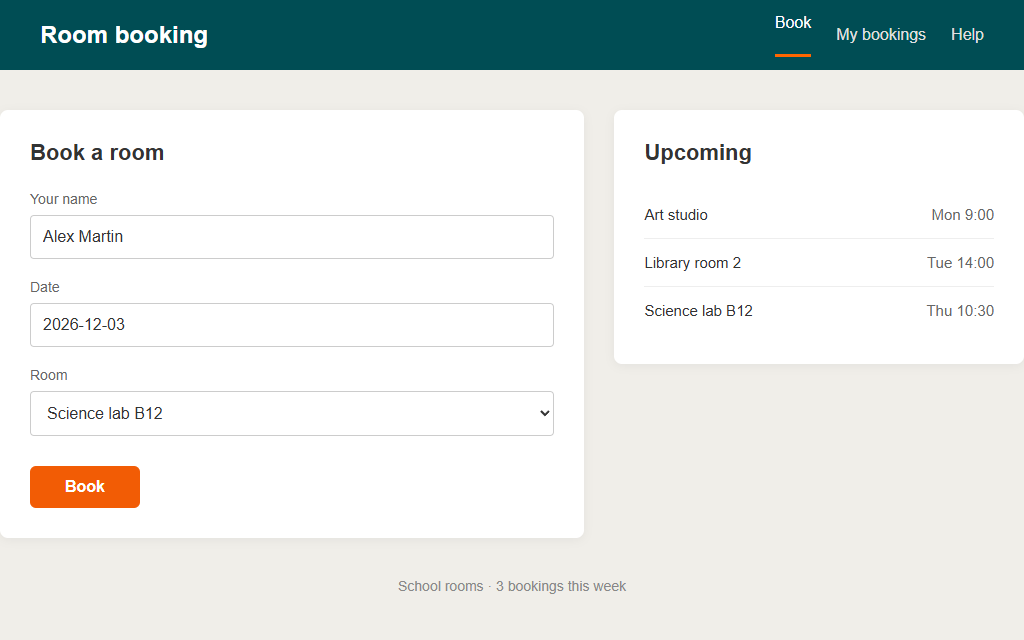 Room booking
Book
My bookings
Help
Book a room
Your name
Alex Martin
Date
2026-12-03
Room
Science lab B12
Book
Upcoming
Art studio Mon 9:00
Library room 2 Tue 14:00
Science lab B12 Thu 10:30
School rooms · 3 bookings this week